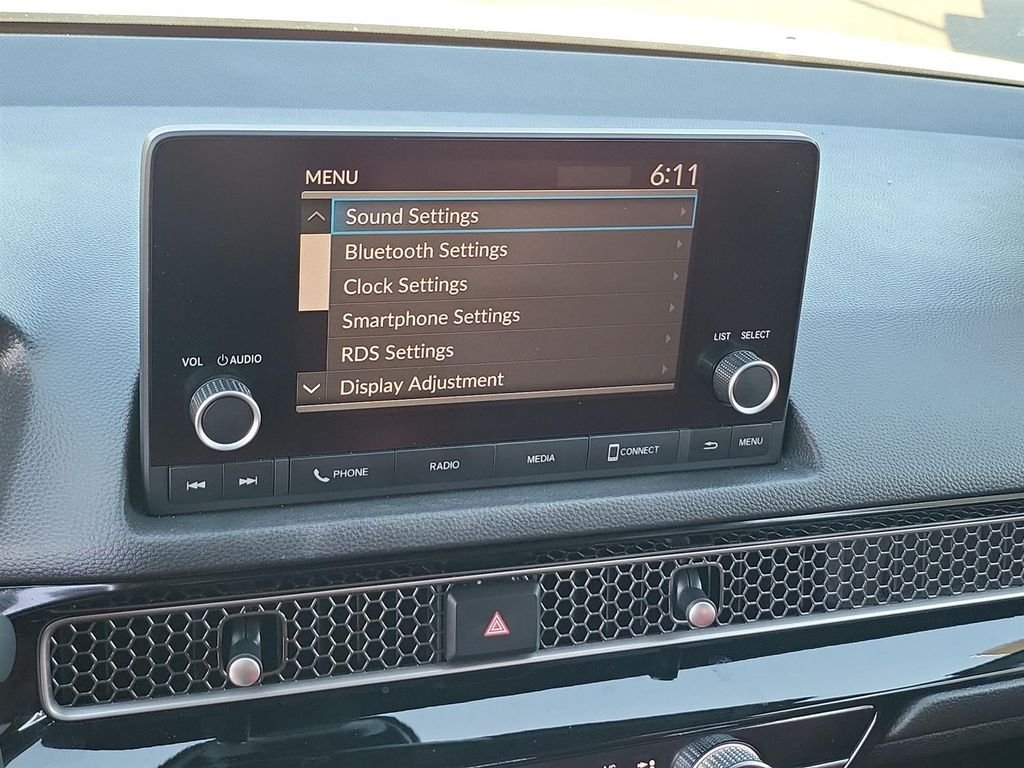 MENU 6:11
Sound Settings
Bluetooth Settings
Clock Settings
Smartphone Settings
RDS Settings
Display Adjustment
VOL AUDIO
LIST SELECT
PHONE RADIO MEDIA CONNECT MENU